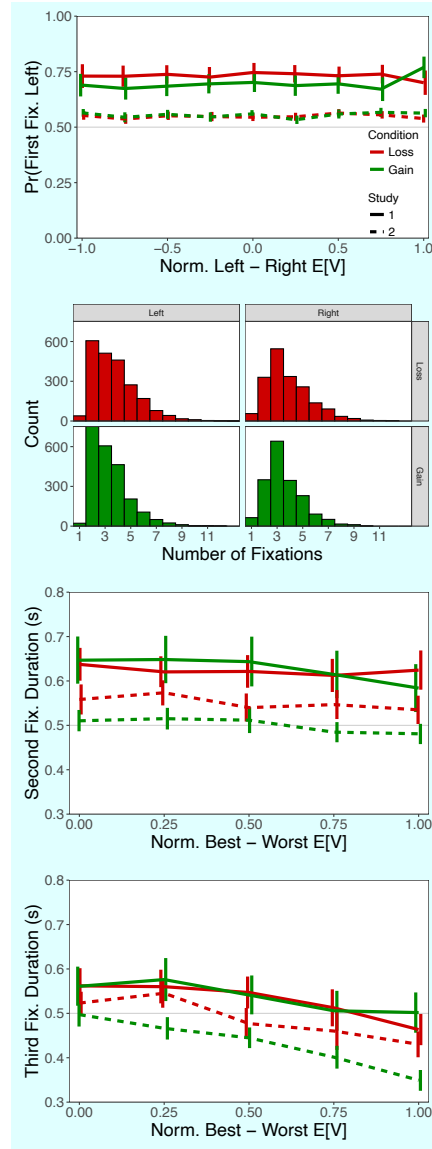 Pr(First Fix. Left)
1.00
0.75
0.50
0.25
0.00
Condition
Loss
Gain
Study
1
2
−1.0 −0.5 0.0 0.5 1.0
Norm. Left − Right E[V]
Left Right
Count
600
300
0
Loss
600
300
0
Gain
1 3 5 7 9 11 1 3 5 7 9 11
Number of Fixations
Second Fix. Duration (s)
0.8
0.7
0.6
0.5
0.4
0.3
0.00 0.25 0.50 0.75 1.00
Norm. Best − Worst E[V]
Third Fix. Duration (s)
0.8
0.7
0.6
0.5
0.4
0.3
0.00 0.25 0.50 0.75 1.00
Norm. Best − Worst E[V]